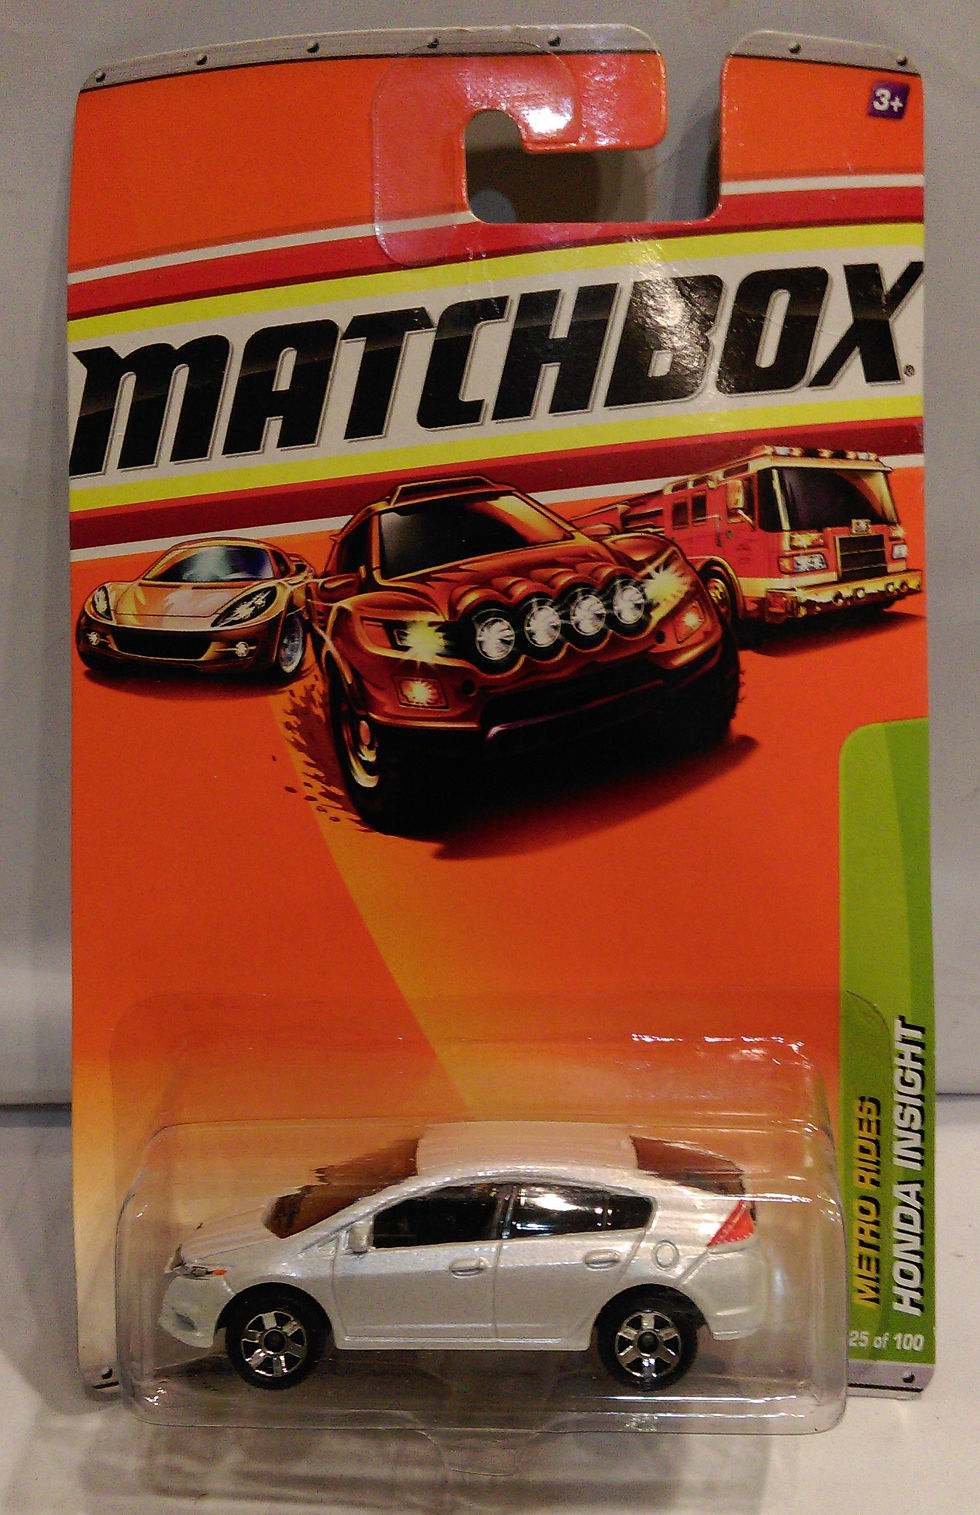 3+
MATCHBOX®
METRO RIDES
HONDA INSIGHT
25 of 100